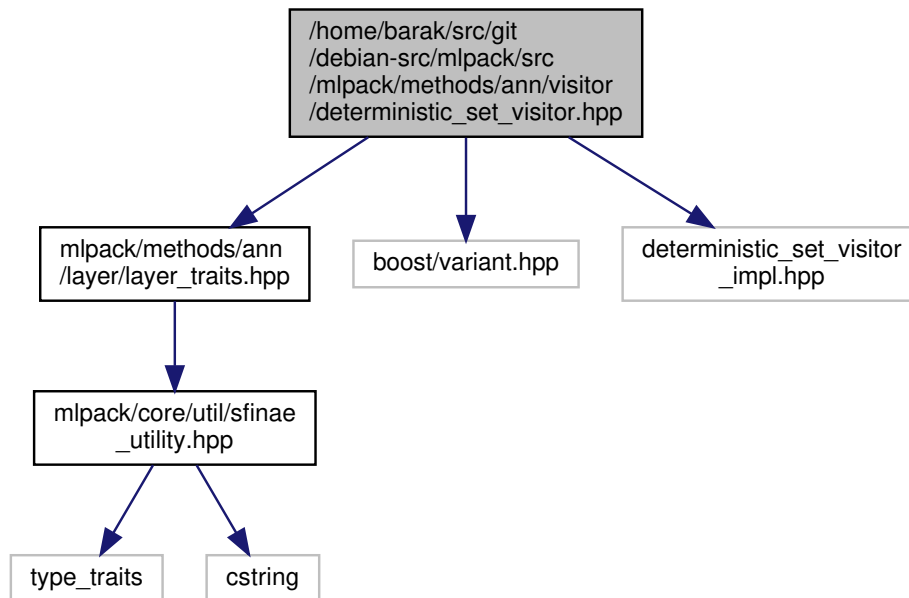 /home/barak/src/git
/debian-src/mlpack/src
/mlpack/methods/ann/visitor
/deterministic_set_visitor.hpp
mlpack/methods/ann
/layer/layer_traits.hpp
boost/variant.hpp
deterministic_set_visitor
_impl.hpp
mlpack/core/util/sfinae
_utility.hpp
type_traits
cstring